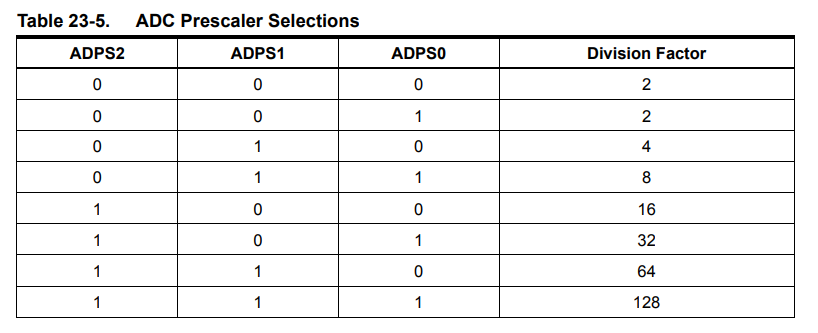 Table 23-5. ADC Prescaler Selections
ADPS2 ADPS1 ADPS0 Division Factor
0 0 0 2
0 0 1 2
0 1 0 4
0 1 1 8
1 0 0 16
1 0 1 32
1 1 0 64
1 1 1 128